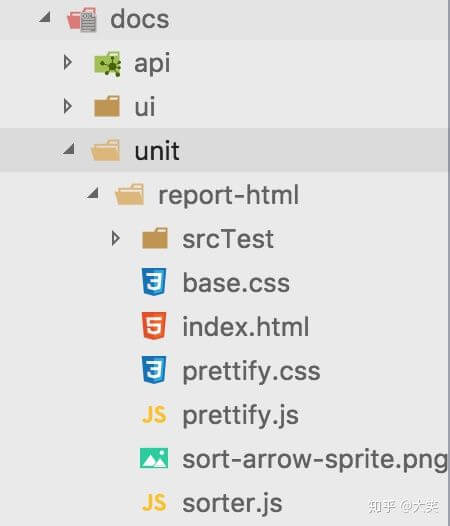 docs
api
ui
unit
report-html
srcTest
base.css
index.html
prettify.css
JS prettify.js
sort-arrow-sprite.png
JS sorter.js
知乎 @大笑